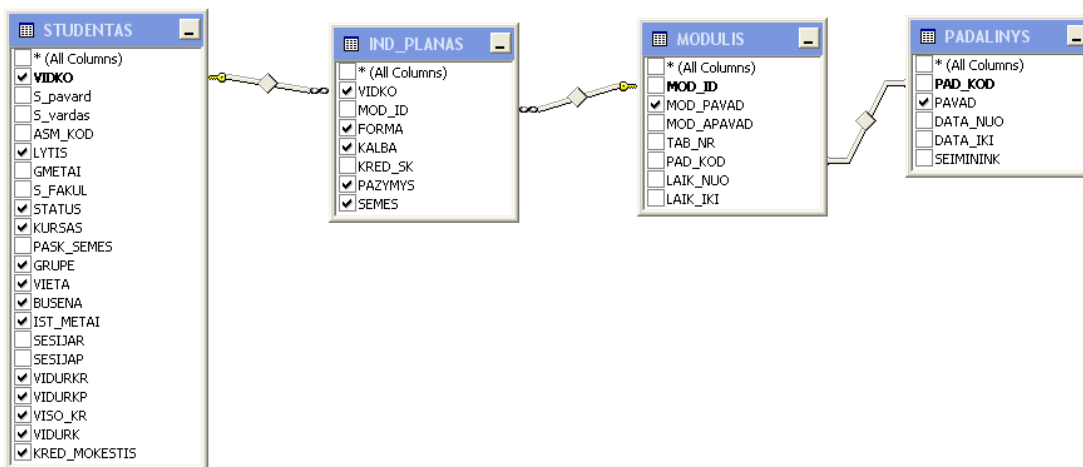 STUDENTAS
* (All Columns)
VIDKO
S_pavard
S_vardas
ASM_KOD
LYTIS
GMETAI
S_FAKUL
STATUS
KURSAS
PASK_SEMES
GRUPE
VIETA
BUSENA
IST_METAI
SESIJAR
SESIJAP
VIDURKR
VIDURKP
VISO_KR
VIDURK
KRED_MOKESTIS
IND_PLANAS
* (All Columns)
VIDKO
MOD_ID
FORMA
KALBA
KRED_SK
PAZYMYS
SEMES
MODULIS
* (All Columns)
MOD_ID
MOD_PAVAD
MOD_APAVAD
TAB_NR
PAD_KOD
LAIK_NUO
LAIK_IKI
PADALINYS
* (All Columns)
PAD_KOD
PAVAD
DATA_NUO
DATA_IKI
SEIMININK